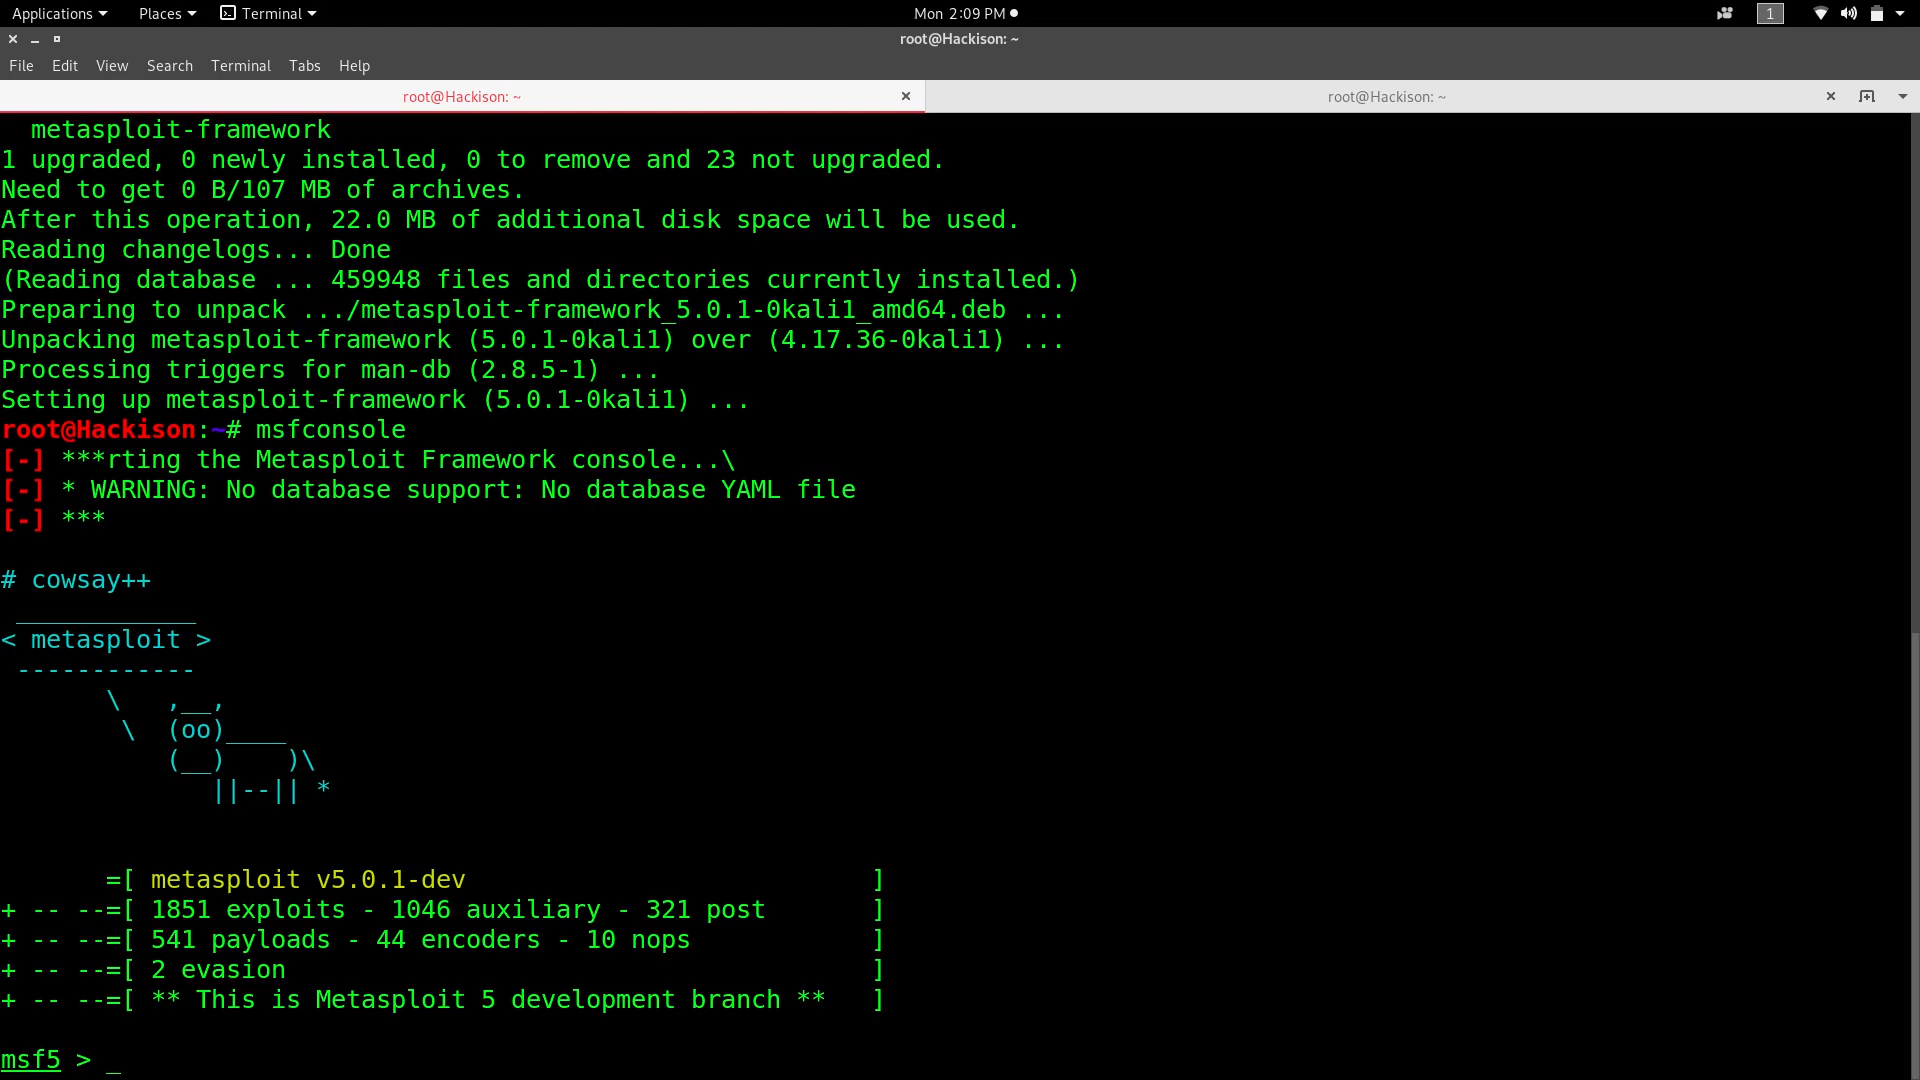 Applications Places Terminal Mon 2:09 PM 1
root@Hackison: ~
File Edit View Search Terminal Tabs Help
root@Hackison: ~ root@Hackison: ~
  metasploit-framework
1 upgraded, 0 newly installed, 0 to remove and 23 not upgraded.
Need to get 0 B/107 MB of archives.
After this operation, 22.0 MB of additional disk space will be used.
Reading changelogs... Done
(Reading database ... 459948 files and directories currently installed.)
Preparing to unpack .../metasploit-framework_5.0.1-0kali1_amd64.deb ...
Unpacking metasploit-framework (5.0.1-0kali1) over (4.17.36-0kali1) ...
Processing triggers for man-db (2.8.5-1) ...
Setting up metasploit-framework (5.0.1-0kali1) ...
root@Hackison:~# msfconsole
[-] ***rting the Metasploit Framework console...\
[-] * WARNING: No database support: No database YAML file
[-] ***
# cowsay++
 ____________
< metasploit >
 ------------
       \   ,__,
        \  (oo)____
           (__)    )\
              ||--|| *
       =[ metasploit v5.0.1-dev                           ]
+ -- --=[ 1851 exploits - 1046 auxiliary - 321 post       ]
+ -- --=[ 541 payloads - 44 encoders - 10 nops            ]
+ -- --=[ 2 evasion                                       ]
+ -- --=[ ** This is Metasploit 5 development branch **   ]
msf5 > _